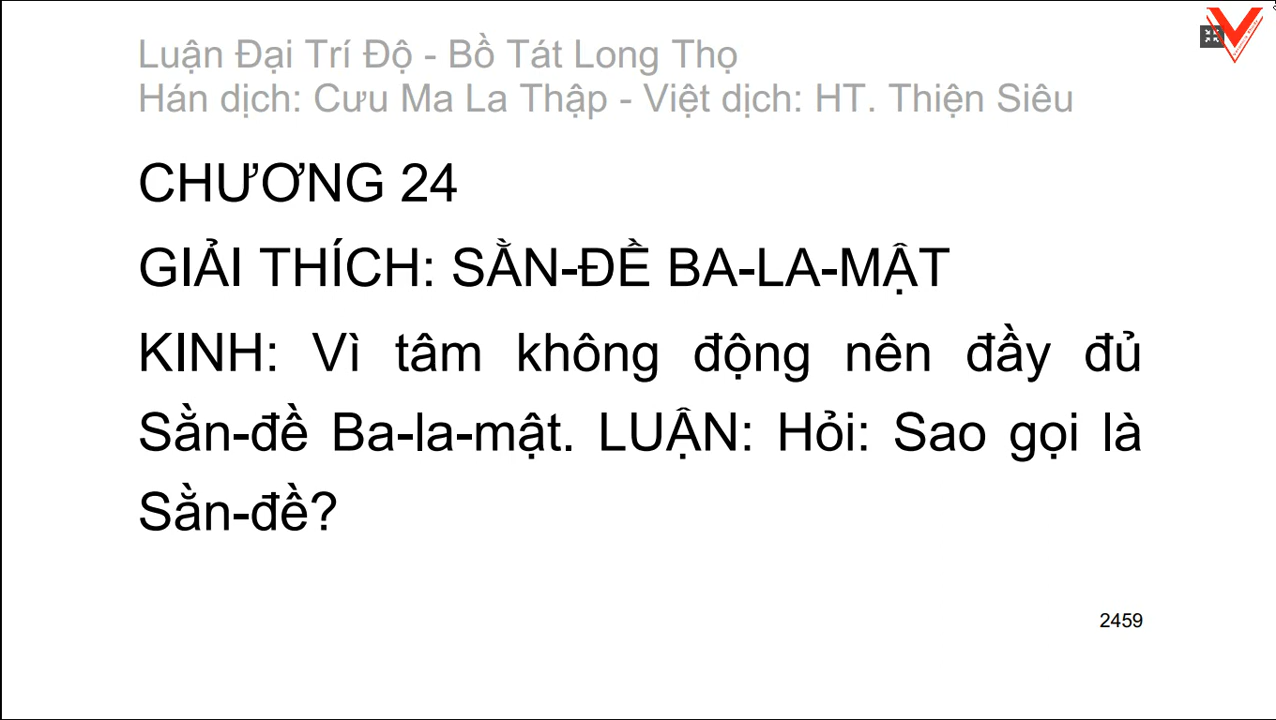 Luận Đại Trí Độ - Bồ Tát Long Thọ
Hán dịch: Cưu Ma La Thập - Việt dịch: HT. Thiện Siêu
CHƯƠNG 24
GIẢI THÍCH: SẰN-ĐỀ BA-LA-MẬT
KINH: Vì tâm không động nên đầy đủ
Sằn-đề Ba-la-mật. LUẬN: Hỏi: Sao gọi là
Sằn-đề?
2459